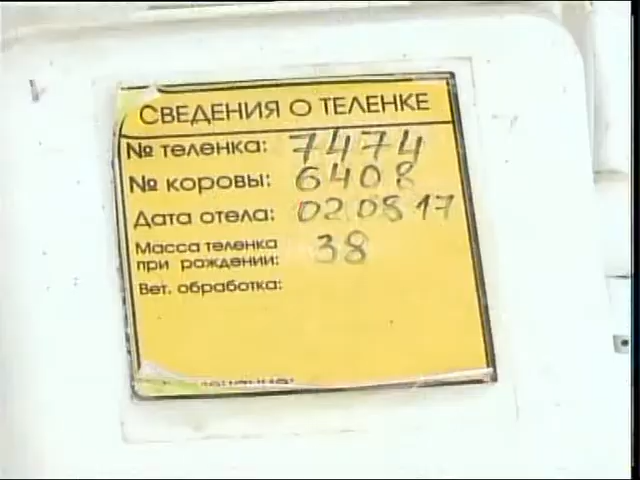 СВЕДЕНИЯ О ТЕЛЕНКЕ
№ теленка: 7474
№ коровы: 6408
Дата отела: 02.08.17
Масса теленка
при рождении: 38
Вет. обработка: